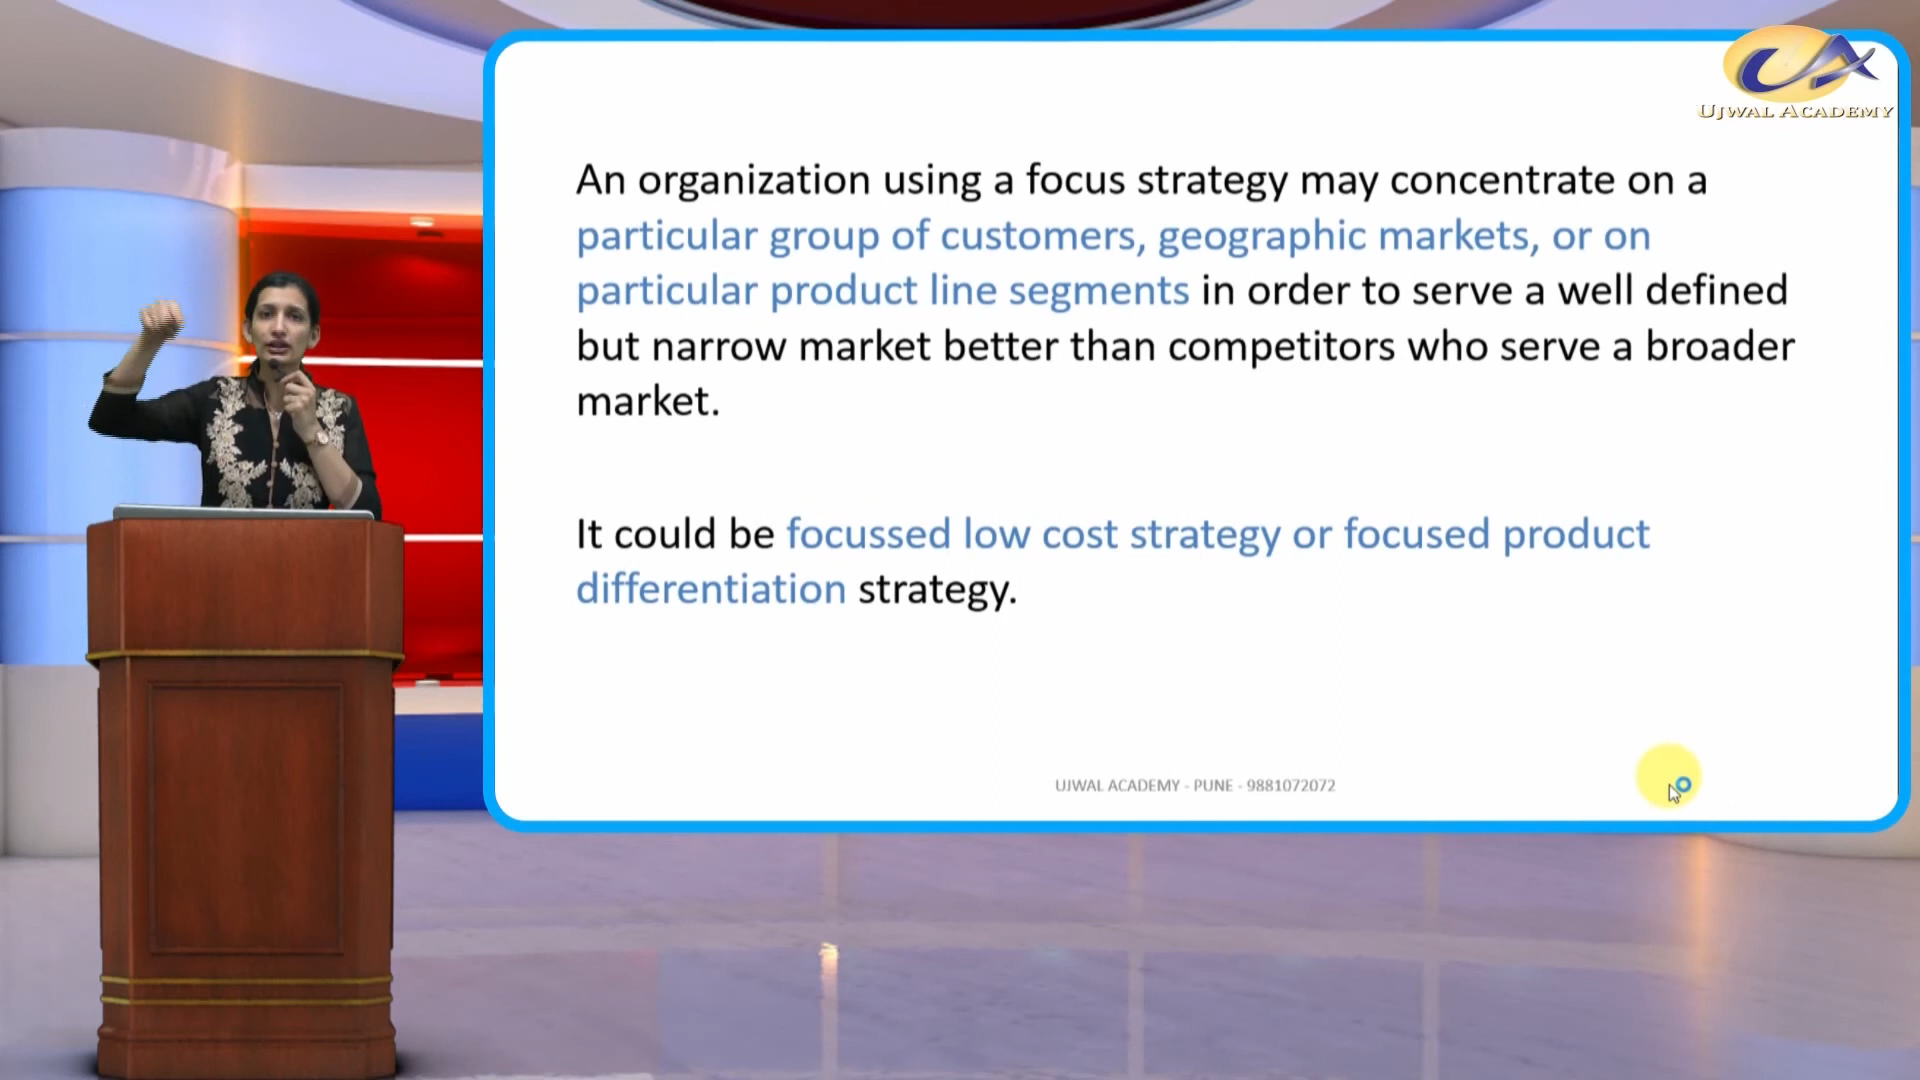 UJWAL ACADEMY
An organization using a focus strategy may concentrate on a
particular group of customers, geographic markets, or on
particular product line segments in order to serve a well defined
but narrow market better than competitors who serve a broader
market.
It could be focussed low cost strategy or focused product
differentiation strategy.
UJWAL ACADEMY - PUNE - 9881072072